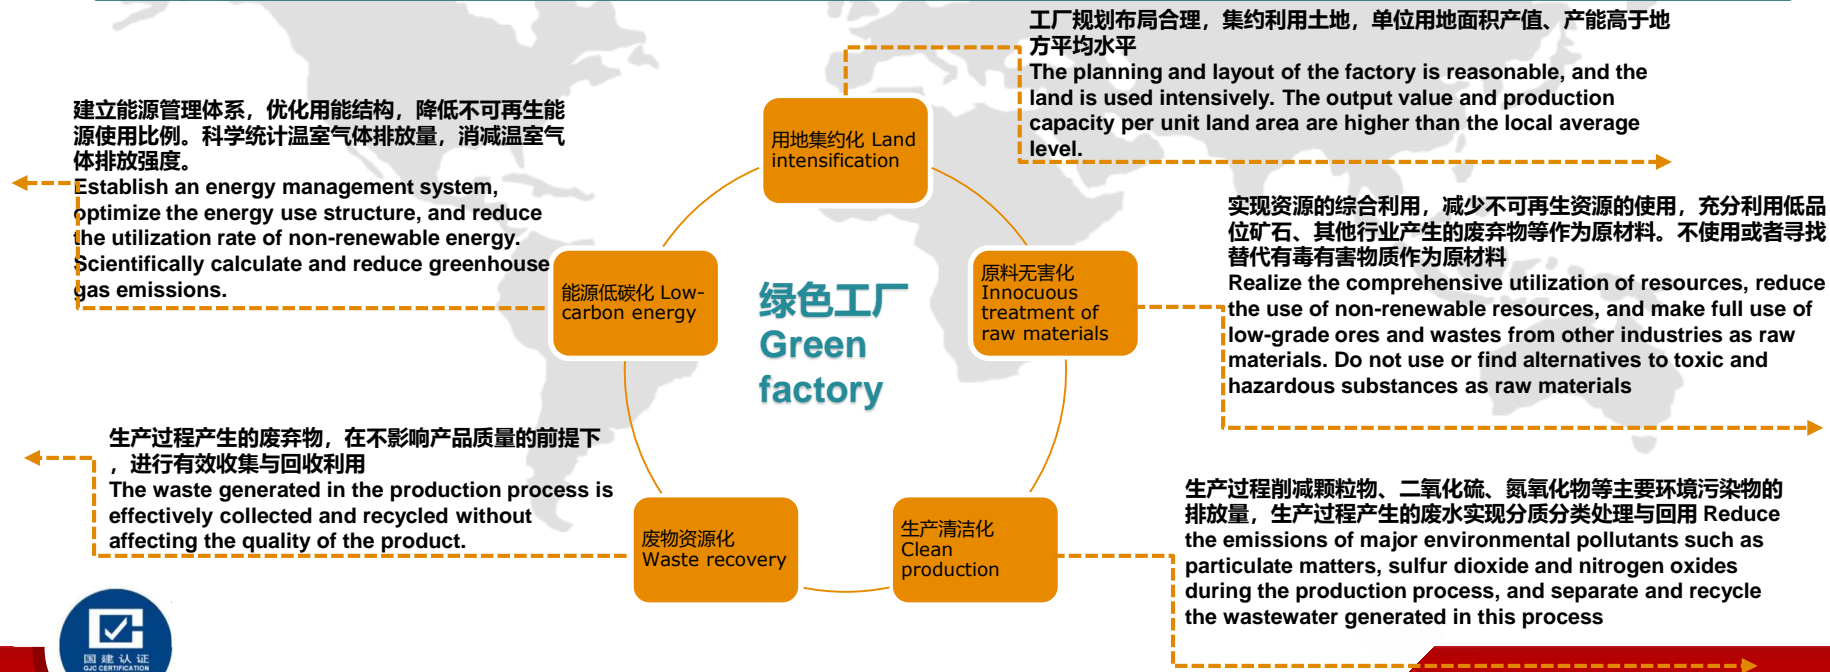 工厂规划布局合理，集约利用土地，单位用地面积产值、产能高于地
方平均水平
The planning and layout of the factory is reasonable, and the
land is used intensively. The output value and production
capacity per unit land area are higher than the local average
level.
建立能源管理体系，优化用能结构，降低不可再生能
源使用比例。科学统计温室气体排放量，消减温室气
体排放强度。
Establish an energy management system,
optimize the energy use structure, and reduce
the utilization rate of non-renewable energy.
Scientifically calculate and reduce greenhouse
gas emissions.
用地集约化 Land
intensification
实现资源的综合利用，减少不可再生资源的使用，充分利用低品
位矿石、其他行业产生的废弃物等作为原材料。不使用或者寻找
替代有毒有害物质作为原材料
Realize the comprehensive utilization of resources, reduce
the use of non-renewable resources, and make full use of
low-grade ores and wastes from other industries as raw
materials. Do not use or find alternatives to toxic and
hazardous substances as raw materials
能源低碳化 Low-
carbon energy
绿色工厂
Green
factory
原料无害化
Innocuous
treatment of
raw materials
生产过程产生的废弃物，在不影响产品质量的前提下
，进行有效收集与回收利用
The waste generated in the production process is
effectively collected and recycled without
affecting the quality of the product.
废物资源化
Waste recovery
生产清洁化
Clean
production
生产过程削减颗粒物、二氧化硫、氮氧化物等主要环境污染物的
排放量，生产过程产生的废水实现分质分类处理与回用 Reduce
the emissions of major environmental pollutants such as
particulate matters, sulfur dioxide and nitrogen oxides
during the production process, and separate and recycle
the wastewater generated in this process
国建认证
GJC CERTIFICATION